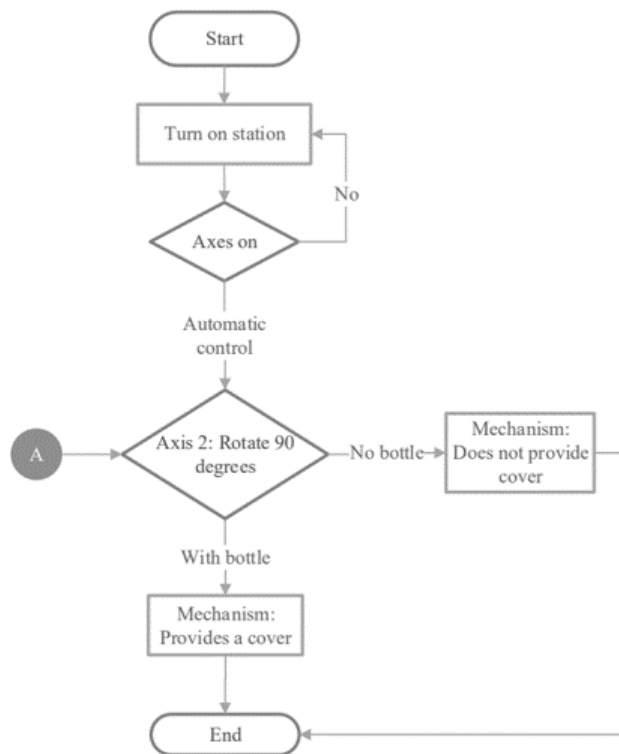 Start
Turn on station
No
Axes on
Automatic
control
A
Axis 2: Rotate 90
degrees
No bottle
Mechanism:
Does not provide
cover
With bottle
Mechanism:
Provides a cover
End